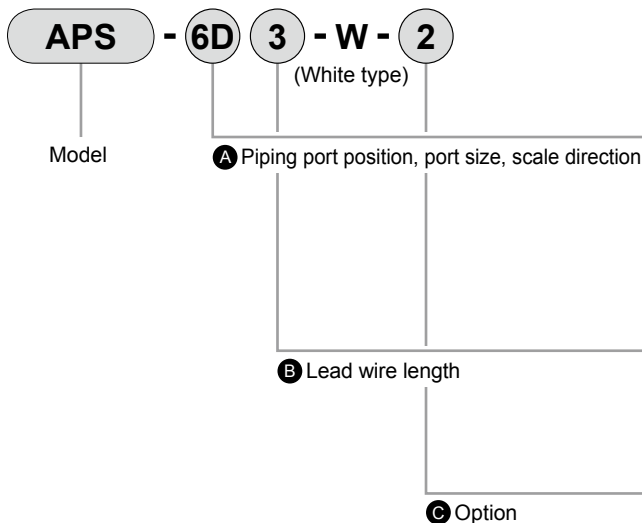 APS - 6D 3 - W - 2
(White type)
Model
A Piping port position, port size, scale direction
B Lead wire length
C Option